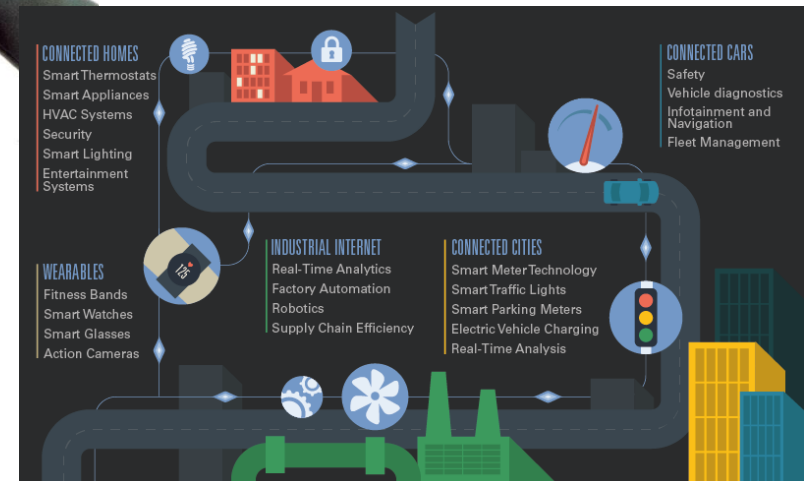 CONNECTED HOMES
Smart Thermostats
Smart Appliances
HVAC Systems
Security
Smart Lighting
Entertainment
Systems
CONNECTED CARS
Safety
Vehicle diagnostics
Infotainment and
Navigation
Fleet Management
WEARABLES
Fitness Bands
Smart Watches
Smart Glasses
Action Cameras
125
INDUSTRIAL INTERNET
Real-Time Analytics
Factory Automation
Robotics
Supply Chain Efficiency
CONNECTED CITIES
Smart Meter Technology
Smart Traffic Lights
Smart Parking Meters
Electric Vehicle Charging
Real-Time Analysis